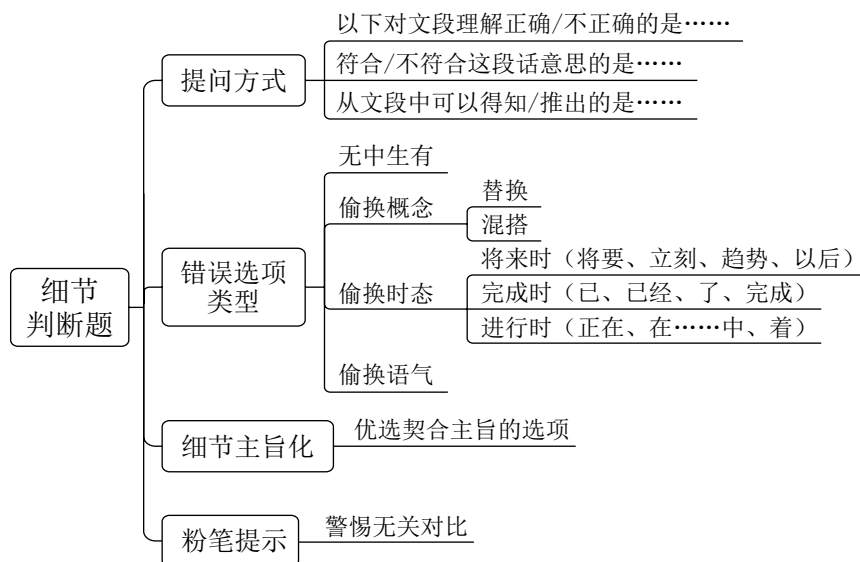 以下对文段理解正确/不正确的是……
提问方式
符合/不符合这段话意思的是……
从文段中可以得知/推出的是……
无中生有
偷换概念
替换
混搭
细节
判断题
错误选项
类型
偷换时态
将来时（将要、立刻、趋势、以后）
完成时（已、已经、了、完成）
进行时（正在、在……中、着）
偷换语气
细节主旨化
优选契合主旨的选项
粉笔提示
警惕无关对比